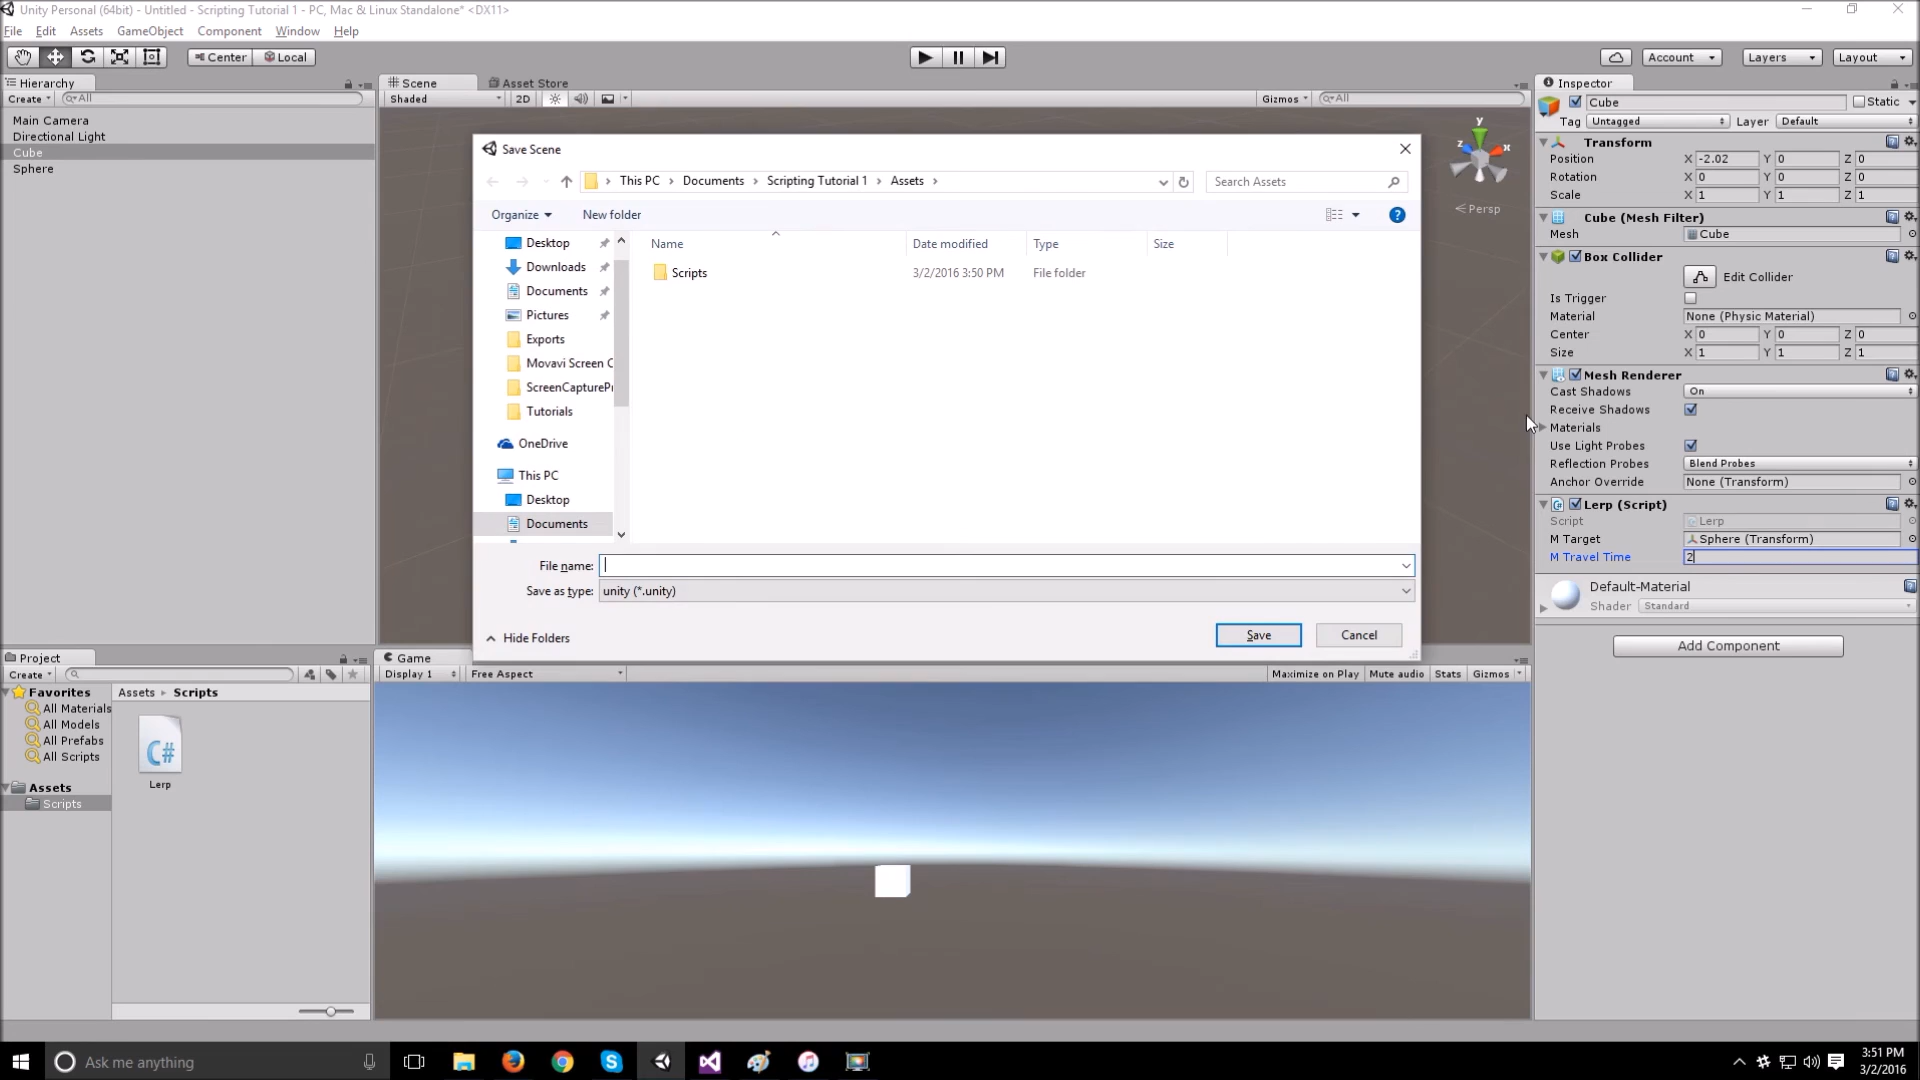 Unity Personal (64bit) - Untitled - Scripting Tutorial 1 - PC, Mac & Linux Standalone* <DX11>
File Edit Assets GameObject Component Window Help
Center Local Account Layers Layout
Hierarchy
Create All
Main Camera
Directional Light
Cube
Sphere
Scene Asset Store
Shaded 2D Gizmos All
y
z x
Persp
Save Scene
This PC Documents Scripting Tutorial 1 Assets
Search Assets
Organize New folder
Desktop
Downloads
Documents
Pictures
Exports
Movavi Screen C
ScreenCapturePr
Tutorials
OneDrive
This PC
Desktop
Documents
Name Date modified Type Size
Scripts 3/2/2016 3:50 PM File folder
File name:
Save as type: unity (*.unity)
Hide Folders
Save Cancel
Inspector
Cube Static
Tag Untagged Layer Default
Transform
Position X -2.02 Y 0 Z 0
Rotation X 0 Y 0 Z 0
Scale X 1 Y 1 Z 1
Cube (Mesh Filter)
Mesh Cube
Box Collider
Edit Collider
Is Trigger
Material None (Physic Material)
Center X 0 Y 0 Z 0
Size X 1 Y 1 Z 1
Mesh Renderer
Cast Shadows On
Receive Shadows
Materials
Use Light Probes
Reflection Probes Blend Probes
Anchor Override None (Transform)
Lerp (Script)
Script Lerp
M Target Sphere (Transform)
M Travel Time 2
Default-Material
Shader Standard
Add Component
Project
Create
Favorites
All Materials
All Models
All Prefabs
All Scripts
Assets
Scripts
Assets Scripts
C#
Lerp
Game
Display 1 Free Aspect Maximize on Play Mute audio Stats Gizmos
Ask me anything
3:51 PM
3/2/2016